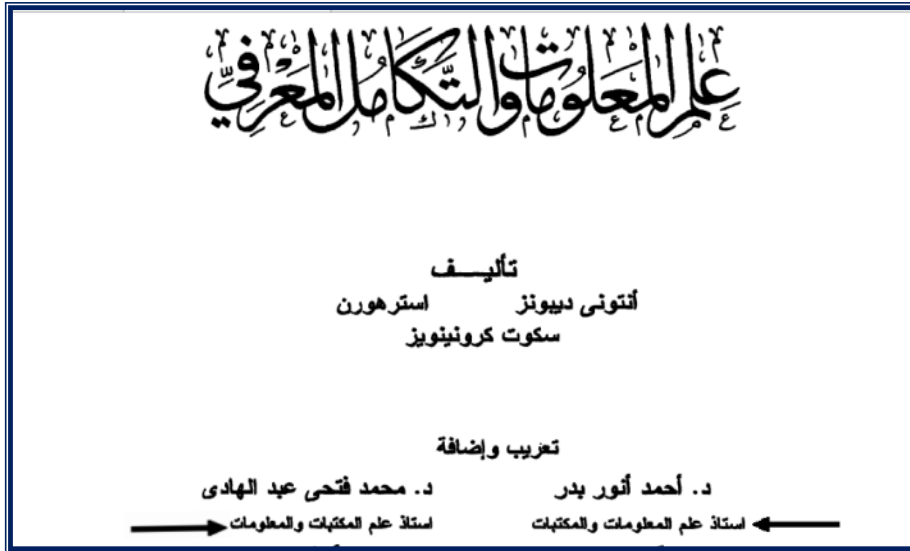 علم المعلومات والتكامل المعرفي
تأليـــف
أنتونى ديبونز استرهورن
سكوت كرونينويز
تعريب وإضافة
د. أحمد أنور بدر د. محمد فتحى عبد الهادى
استاذ علم المعلومات والمكتبات استاذ علم المكتبات والمعلومات